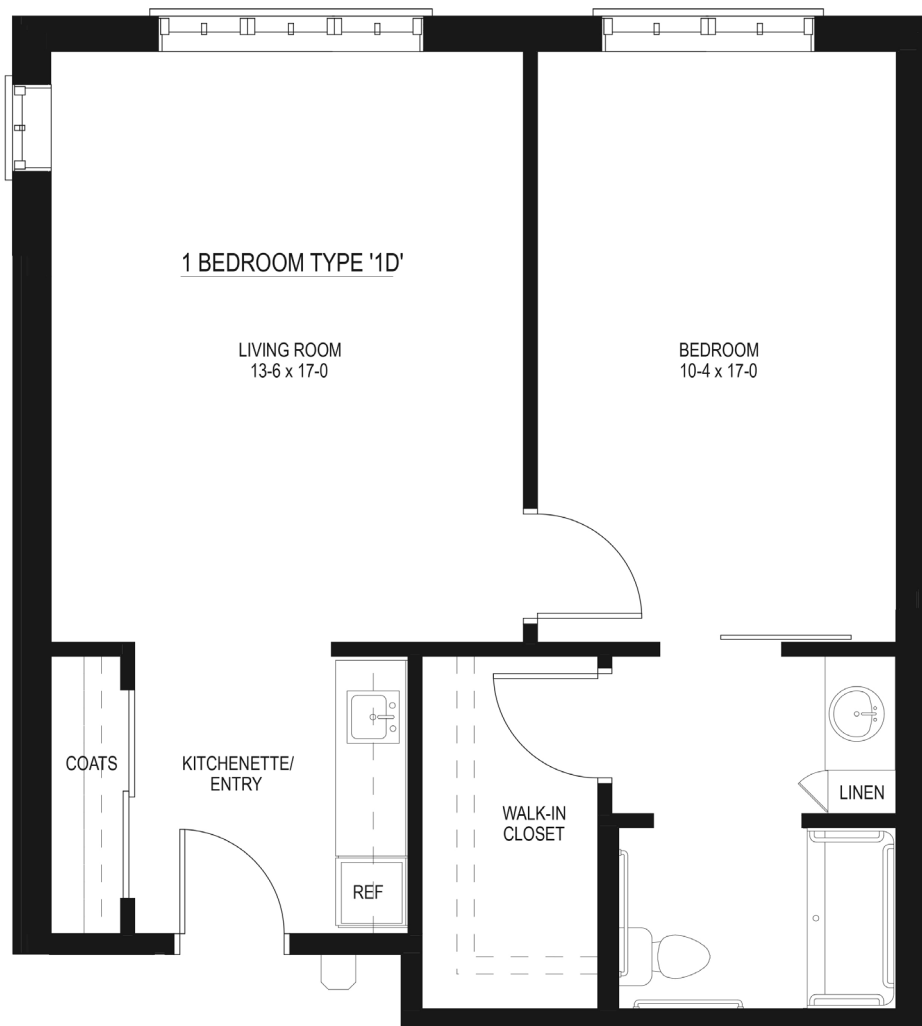 1 BEDROOM TYPE '1D'
LIVING ROOM
13-6 x 17-0
BEDROOM
10-4 x 17-0
COATS
KITCHENETTE/
ENTRY
REF
WALK-IN
CLOSET
LINEN